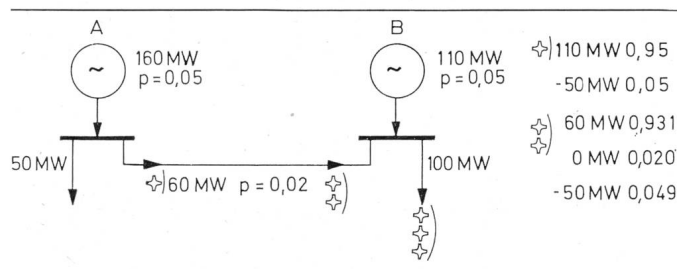 A
B
160 MW
p=0,05
110 MW
p=0,05
110 MW 0,95
-50 MW 0,05
60 MW 0,931
0 MW 0,020
-50 MW 0,049
50 MW
100 MW
60 MW p = 0,02